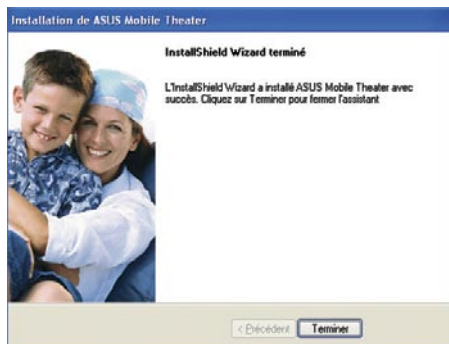 Installation de ASUS Mobile Theater
InstallShield Wizard terminé
L'InstallShield Wizard a installé ASUS Mobile Theater avec
succès. Cliquez sur Terminer pour fermer l'assistant
< Précédent
Terminer